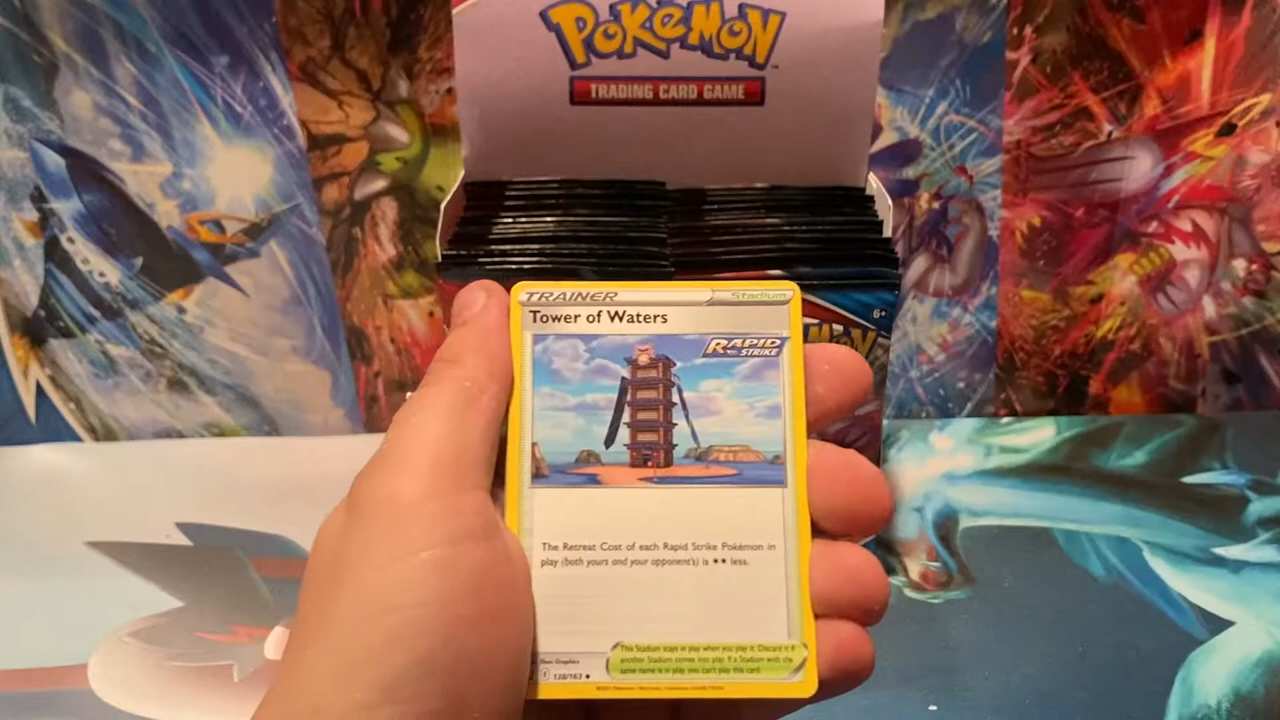 POKéMON
TRADING CARD GAME
6+
TRAINER
Stadium
Tower of Waters
RAPID
STRIKE
The Retreat Cost of each Rapid Strike Pokémon in
play (both yours and your opponent's) is ** less.
This Stadium stays in play when you play it. Discard it if
another Stadium comes into play. If a Stadium with the
same name is in play, you can't play this card.
Graphics
138/163